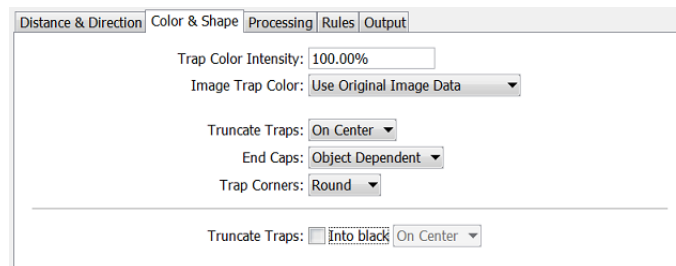 Distance & Direction Color & Shape Processing Rules Output
Trap Color Intensity: 100.00%
Image Trap Color: Use Original Image Data
Truncate Traps: On Center
End Caps: Object Dependent
Trap Corners: Round
Truncate Traps: Into black On Center